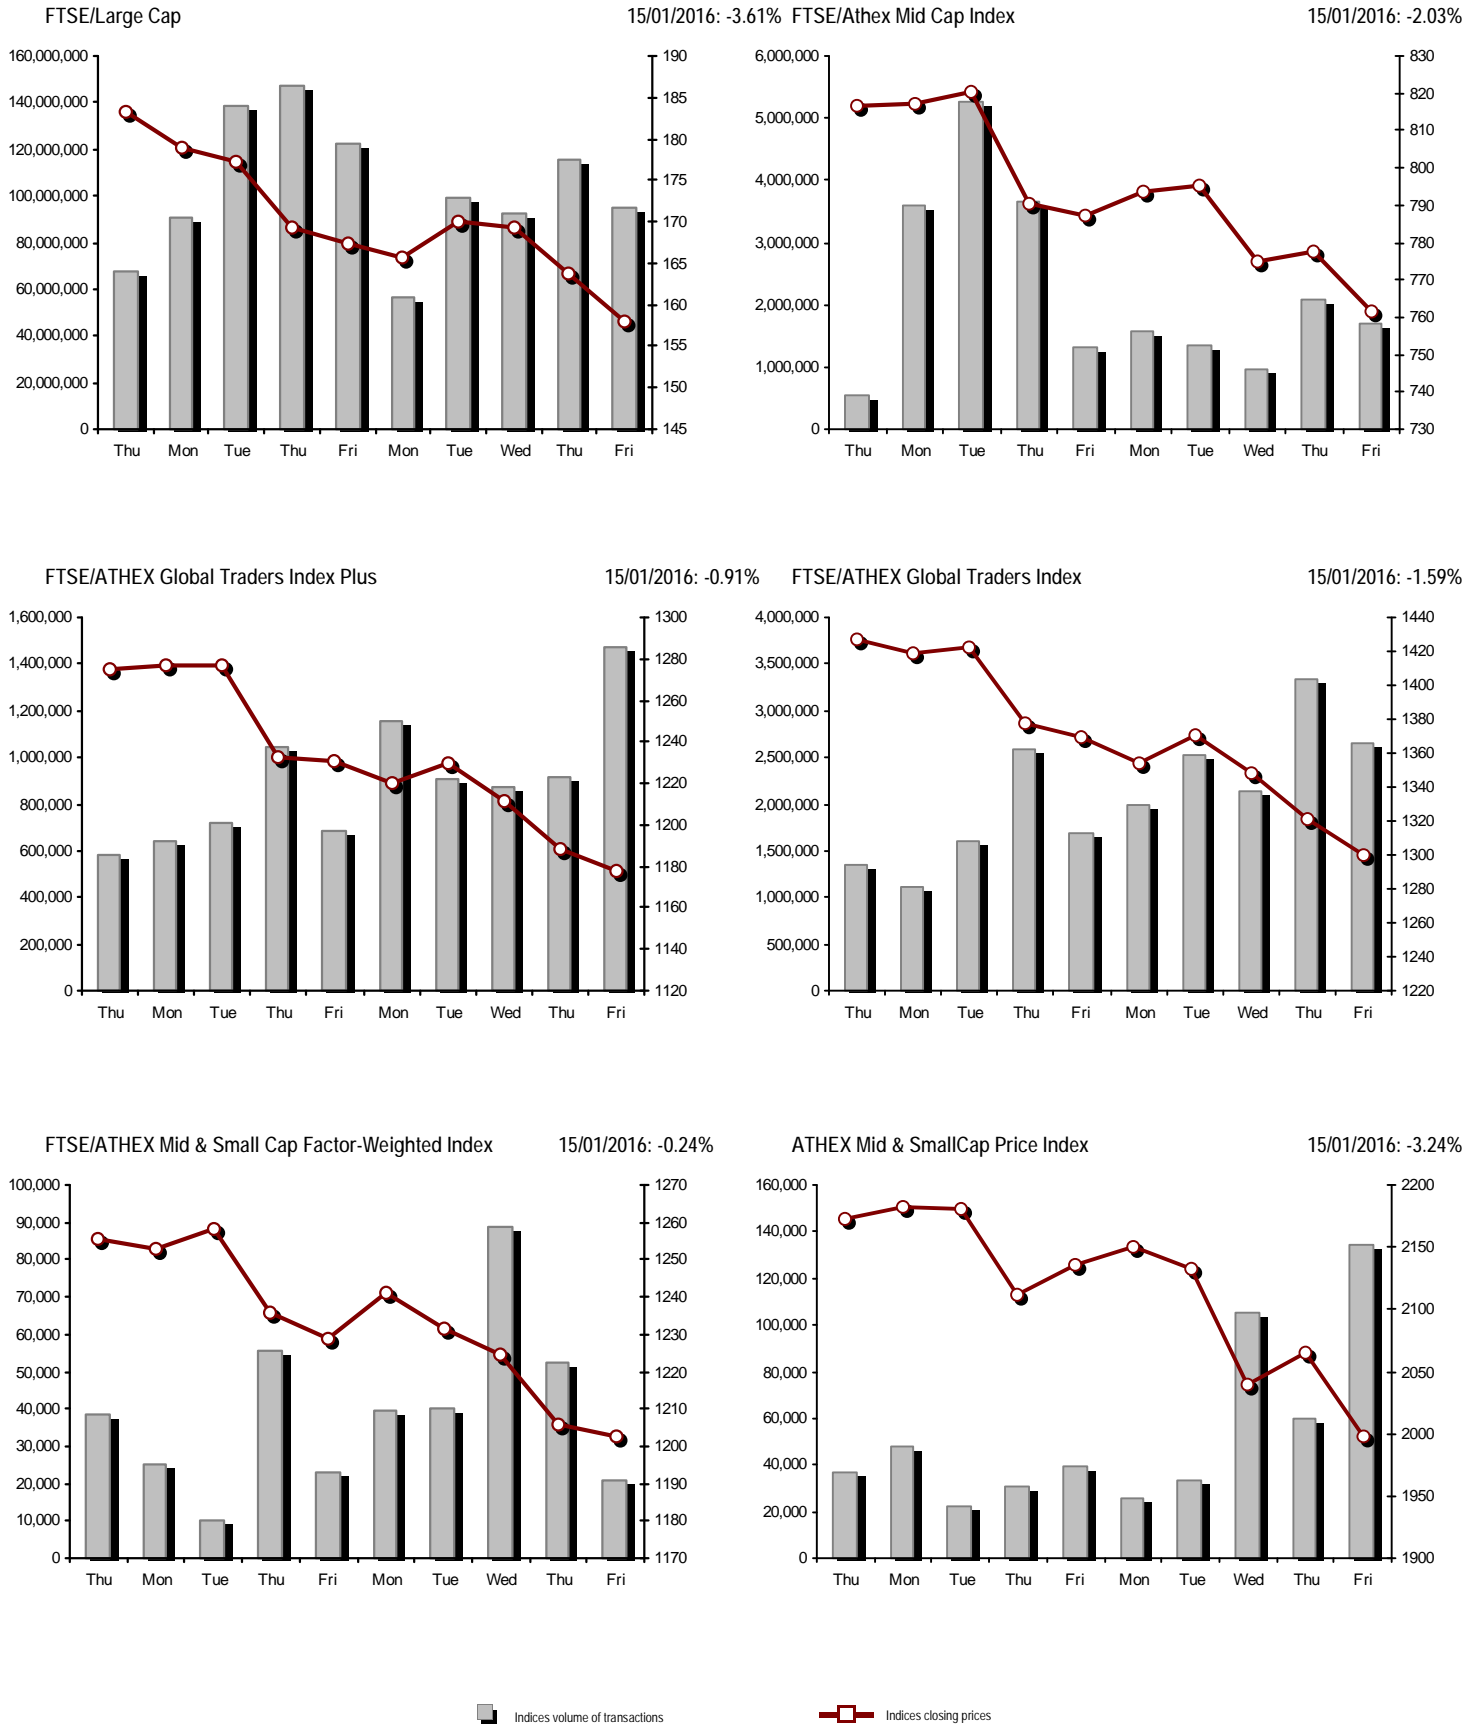 FTSE/Large Cap 15/01/2016: -3.61%
160,000,000 140,000,000 120,000,000 100,000,000 80,000,000 60,000,000 40,000,000 20,000,000 0
190 185 180 175 170 165 160 155 150 145
Thu Mon Tue Thu Fri Mon Tue Wed Thu Fri
FTSE/Athex Mid Cap Index 15/01/2016: -2.03%
6,000,000 5,000,000 4,000,000 3,000,000 2,000,000 1,000,000 0
830 820 810 800 790 780 770 760 750 740 730
Thu Mon Tue Thu Fri Mon Tue Wed Thu Fri
FTSE/ATHEX Global Traders Index Plus 15/01/2016: -0.91%
1,600,000 1,400,000 1,200,000 1,000,000 800,000 600,000 400,000 200,000 0
1300 1280 1260 1240 1220 1200 1180 1160 1140 1120
Thu Mon Tue Thu Fri Mon Tue Wed Thu Fri
FTSE/ATHEX Global Traders Index 15/01/2016: -1.59%
4,000,000 3,500,000 3,000,000 2,500,000 2,000,000 1,500,000 1,000,000 500,000 0
1440 1420 1400 1380 1360 1340 1320 1300 1280 1260 1240 1220
Thu Mon Tue Thu Fri Mon Tue Wed Thu Fri
FTSE/ATHEX Mid & Small Cap Factor-Weighted Index 15/01/2016: -0.24%
100,000 90,000 80,000 70,000 60,000 50,000 40,000 30,000 20,000 10,000 0
1270 1260 1250 1240 1230 1220 1210 1200 1190 1180 1170
Thu Mon Tue Thu Fri Mon Tue Wed Thu Fri
ATHEX Mid & SmallCap Price Index 15/01/2016: -3.24%
160,000 140,000 120,000 100,000 80,000 60,000 40,000 20,000 0
2200 2150 2100 2050 2000 1950 1900
Thu Mon Tue Thu Fri Mon Tue Wed Thu Fri
Indices volume of transactions Indices closing prices